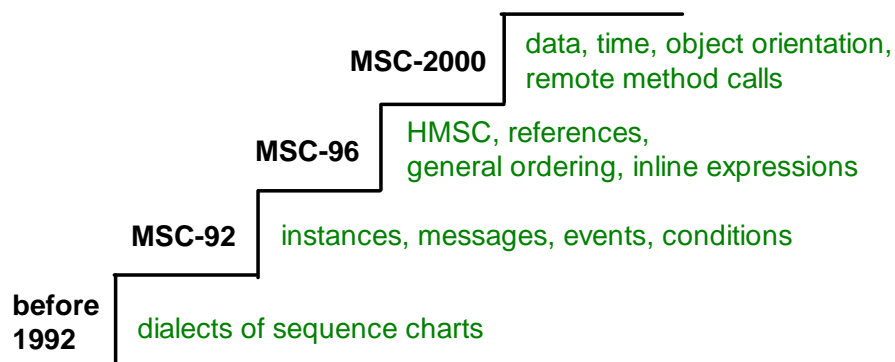 MSC-2000
data, time, object orientation,
remote method calls
MSC-96
HMSC, references,
general ordering, inline expressions
MSC-92
instances, messages, events, conditions
before
1992
dialects of sequence charts